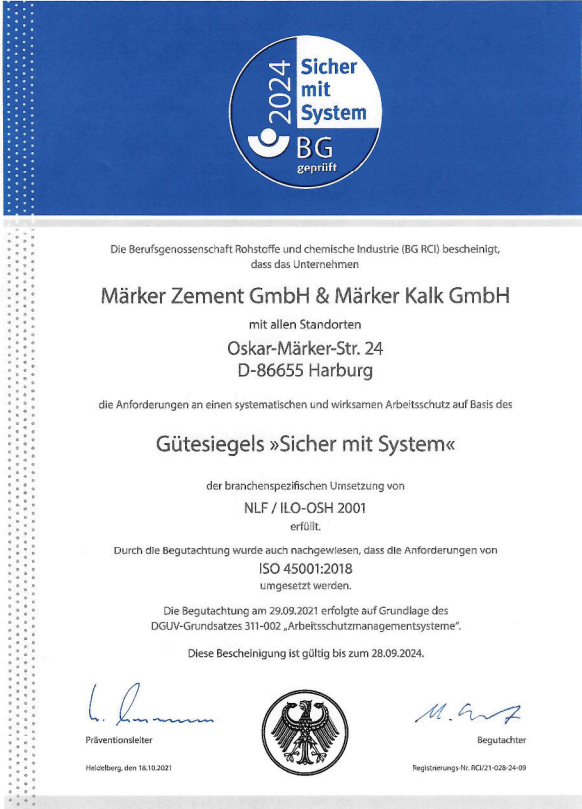 2024
Sicher
mit
System
BG
geprüft
Die Berufsgenossenschaft Rohstoffe und chemische Industrie (BG RCI) bescheinigt,
dass das Unternehmen
Märker Zement GmbH & Märker Kalk GmbH
mit allen Standorten
Oskar-Märker-Str. 24
D-86655 Harburg
die Anforderungen an einen systematischen und wirksamen Arbeitsschutz auf Basis des
Gütesiegels »Sicher mit System«
der branchenspezifischen Umsetzung von
NLF / ILO-OSH 2001
erfüllt.
Durch die Begutachtung wurde auch nachgewiesen, dass die Anforderungen von
ISO 45001:2018
umgesetzt werden.
Die Begutachtung am 29.09.2021 erfolgte auf Grundlage des
DGUV-Grundsatzes 311-002 „Arbeitsschutzmanagementsysteme“.
Diese Bescheinigung ist gültig bis zum 28.09.2024.
Präventionsleiter
Begutachter
Heidelberg, den 18.10.2021
Registrierungs-Nr. RCI/21-028-24-09